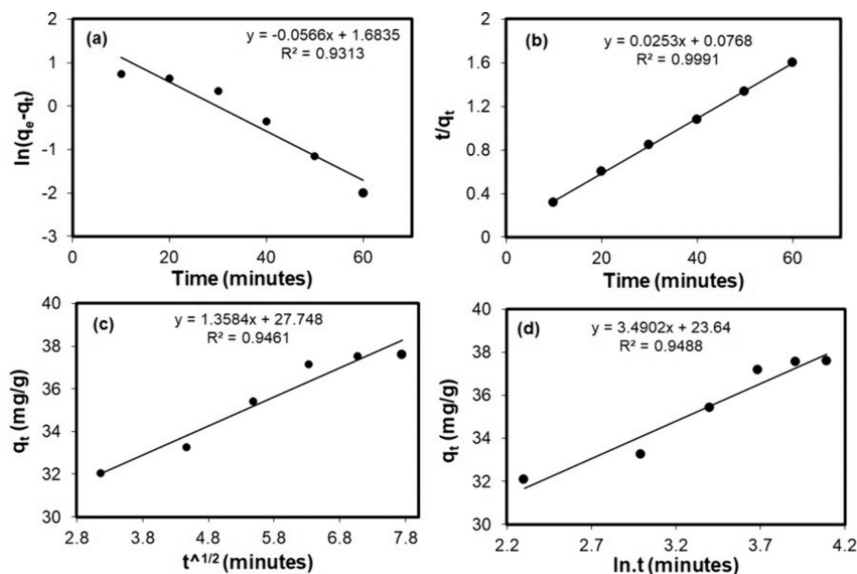 (a)
y = -0.0566x + 1.6835
R² = 0.9313
2
1
0
-1
-2
-3
ln(qₑ-qₜ)
0 20 40 60
Time (minutes)
(b)
y = 0.0253x + 0.0768
R² = 0.9991
2
1.6
1.2
0.8
0.4
0
t/qₜ
0 20 40 60
Time (minutes)
(c)
y = 1.3584x + 27.748
R² = 0.9461
40
38
36
34
32
30
qₜ (mg/g)
2.8 3.8 4.8 5.8 6.8 7.8
t^¹/² (minutes)
(d)
y = 3.4902x + 23.64
R² = 0.9488
40
38
36
34
32
30
qₜ (mg/g)
2.2 2.7 3.2 3.7 4.2
ln.t (minutes)